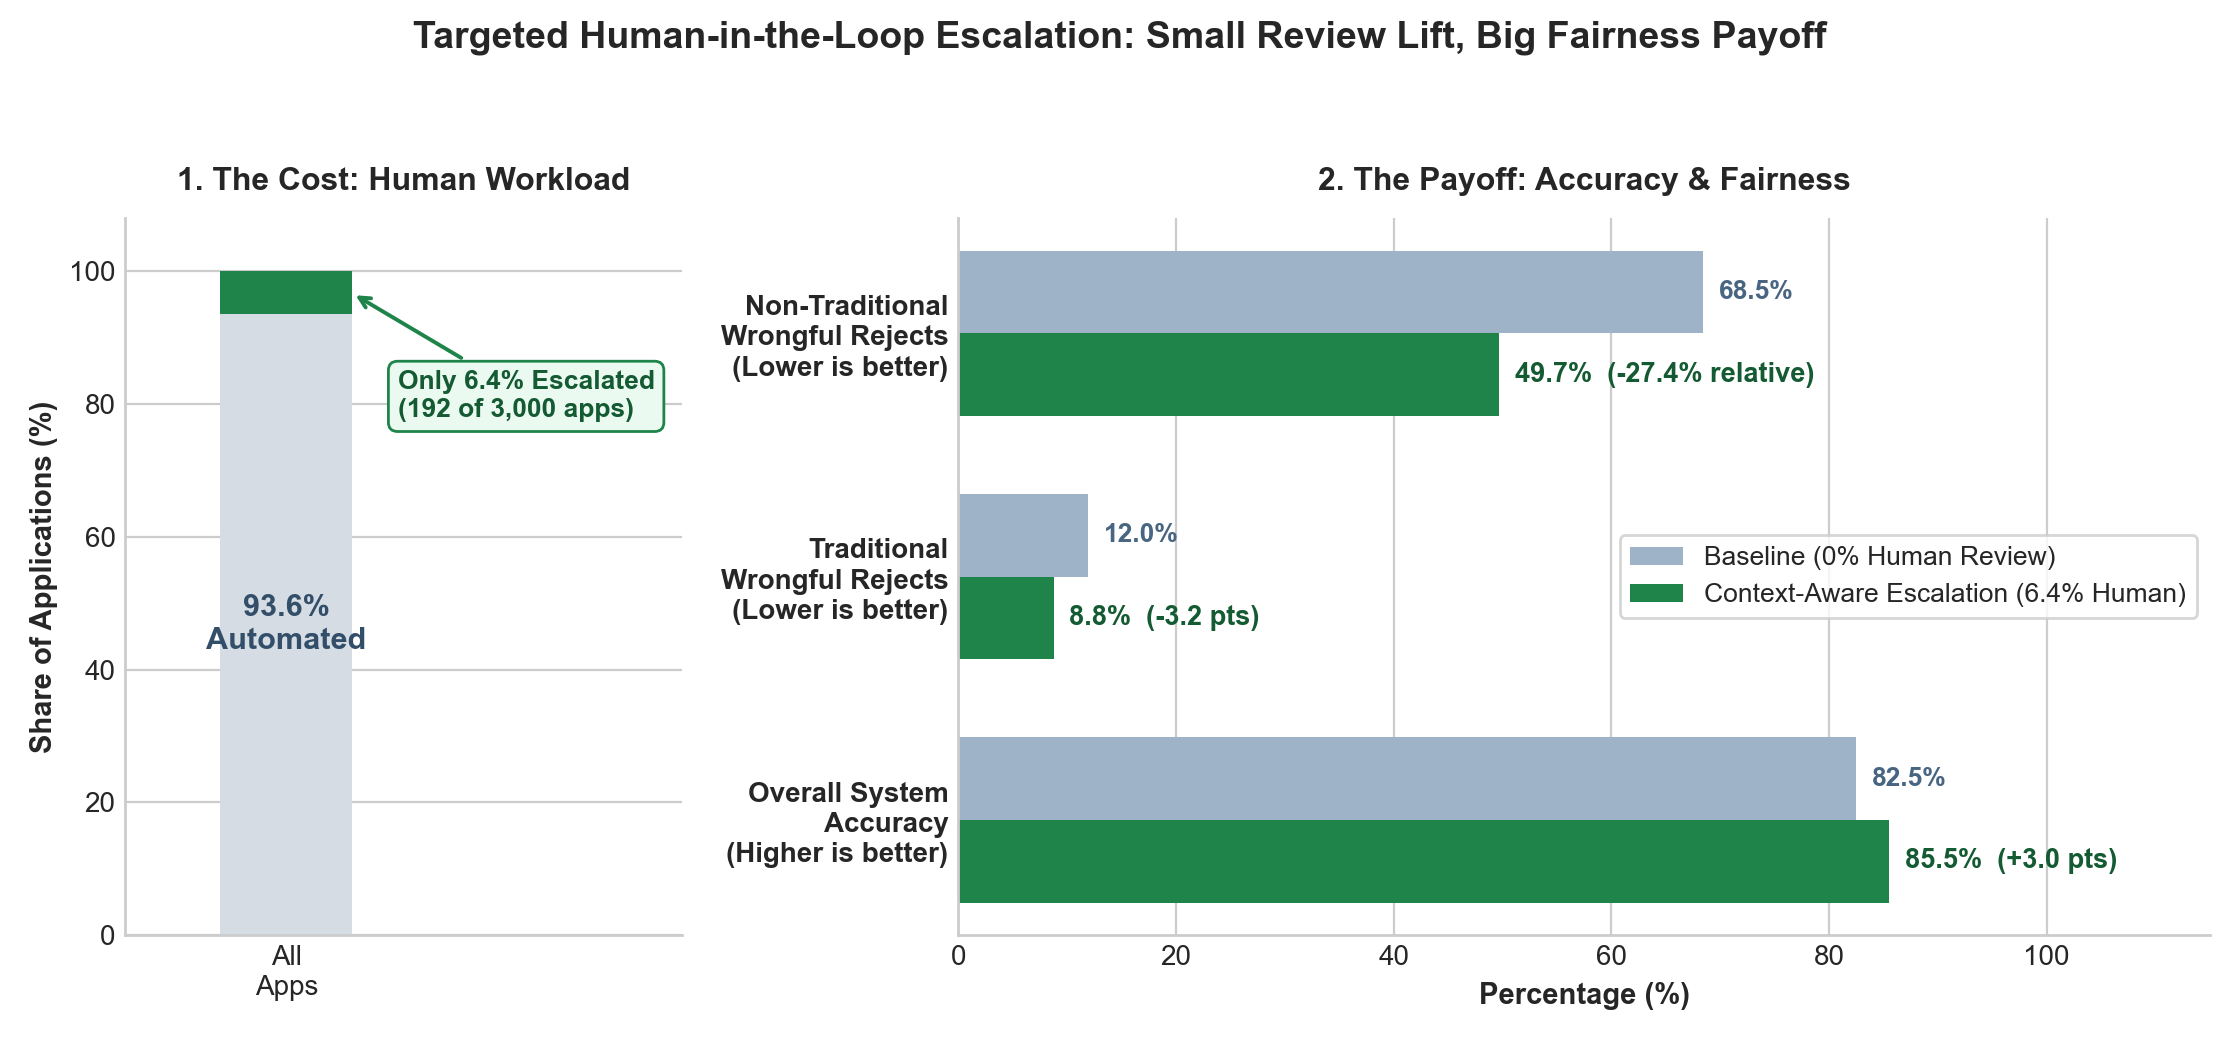 Targeted Human-in-the-Loop Escalation: Small Review Lift, Big Fairness Payoff
1. The Cost: Human Workload
Share of Applications (%)
100
80
60
40
20
0
Only 6.4% Escalated
(192 of 3,000 apps)
93.6%
Automated
All
Apps
2. The Payoff: Accuracy & Fairness
Non-Traditional
Wrongful Rejects
(Lower is better)
68.5%
49.7% (-27.4% relative)
Traditional
Wrongful Rejects
(Lower is better)
12.0%
8.8% (-3.2 pts)
Overall System
Accuracy
(Higher is better)
82.5%
85.5% (+3.0 pts)
Baseline (0% Human Review)
Context-Aware Escalation (6.4% Human)
0
20
40
60
80
100
Percentage (%)